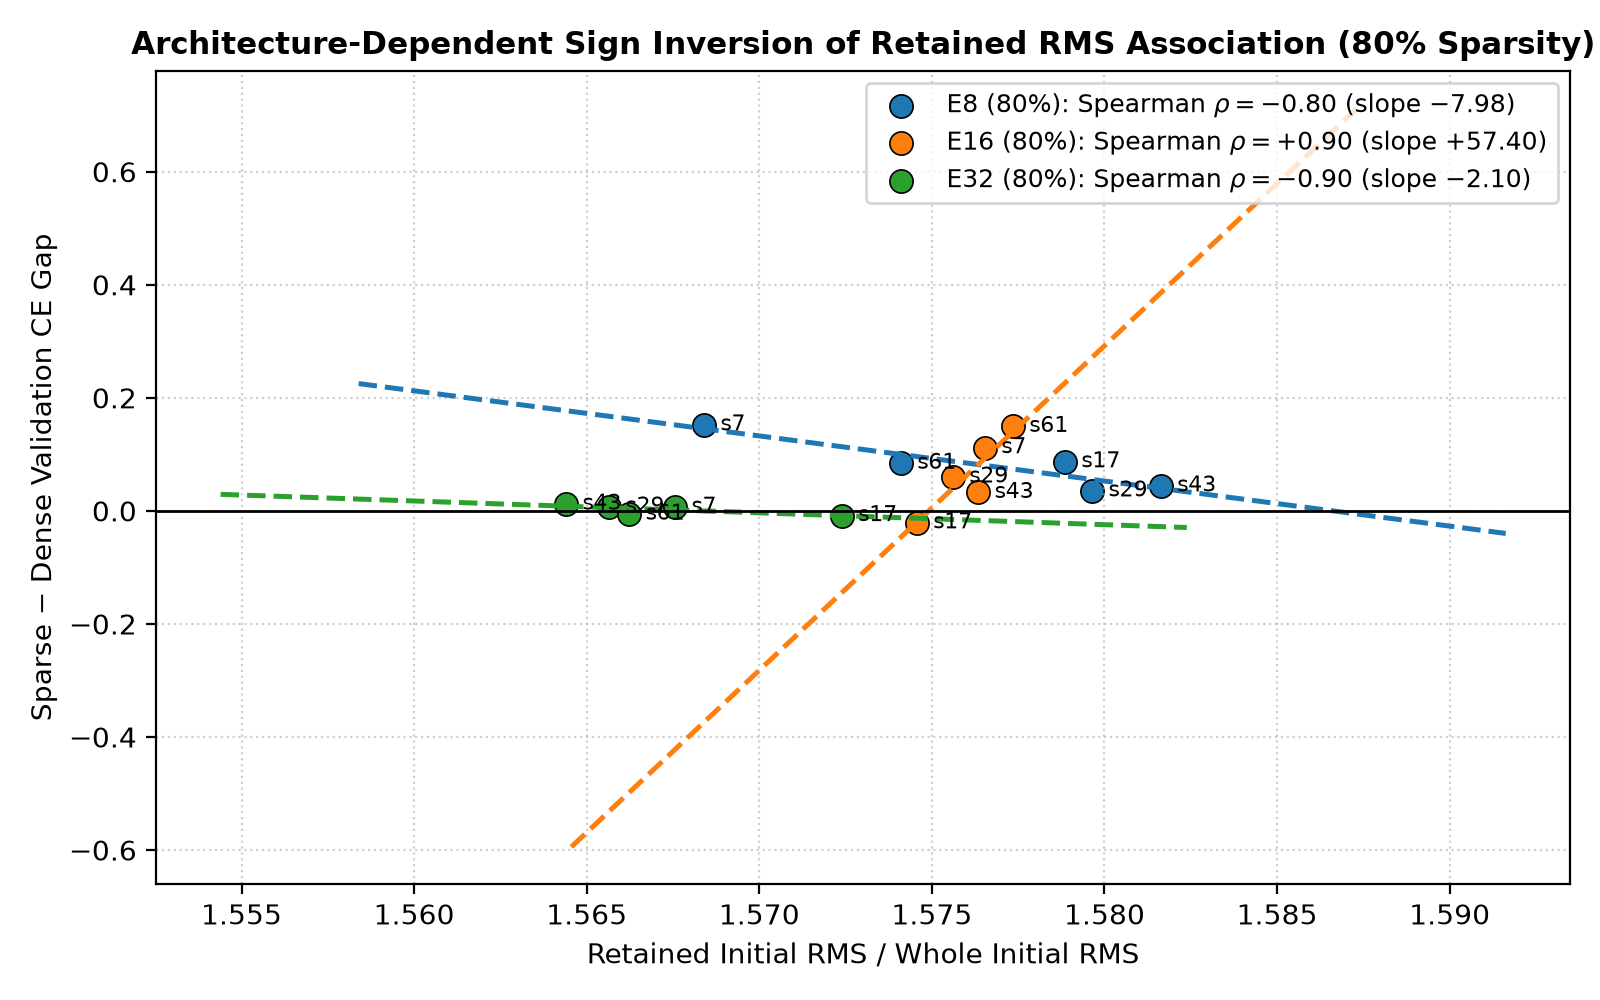 Architecture-Dependent Sign Inversion of Retained RMS Association (80% Sparsity)
E8 (80%): Spearman ρ = −0.80 (slope −7.98)
E16 (80%): Spearman ρ = +0.90 (slope +57.40)
E32 (80%): Spearman ρ = −0.90 (slope −2.10)
Sparse − Dense Validation CE Gap
0.6
0.4
0.2
0.0
−0.2
−0.4
−0.6
s7
s61
s17
s29
s43
s61
s7
s29
s43
s17
s43
s29
s61
s7
s17
1.555 1.560 1.565 1.570 1.575 1.580 1.585 1.590
Retained Initial RMS / Whole Initial RMS